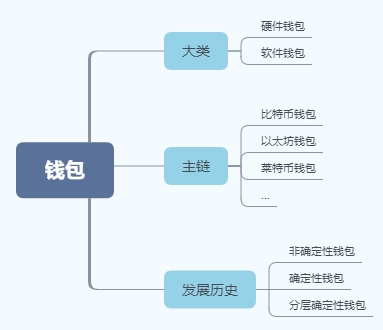 钱包
大类
硬件钱包
软件钱包
主链
比特币钱包
以太坊钱包
莱特币钱包
...
发展历史
非确定性钱包
确定性钱包
分层确定性钱包